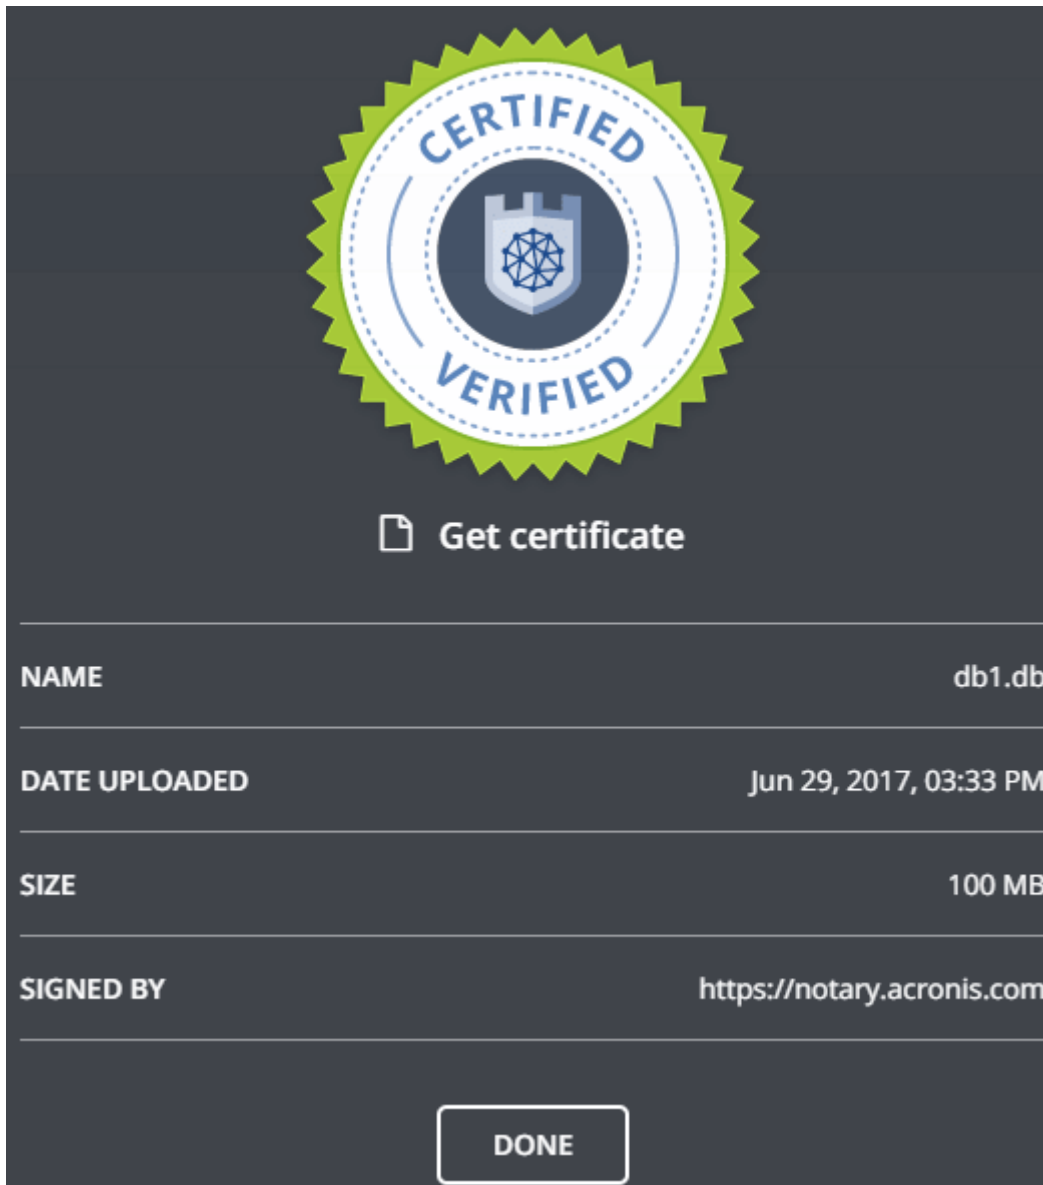 CERTIFIED
VERIFIED
Get certificate
NAME db1.db
DATE UPLOADED Jun 29, 2017, 03:33 PM
SIZE 100 MB
SIGNED BY https://notary.acronis.com
DONE